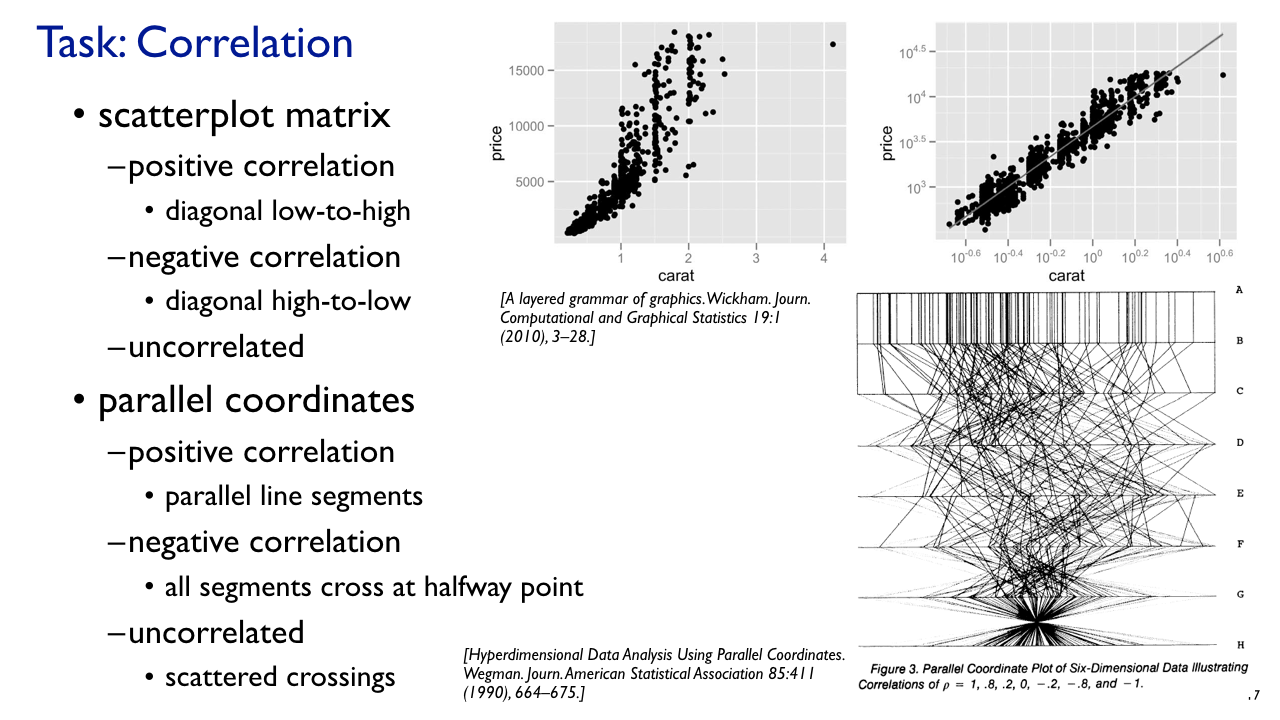 Task: Correlation
• scatterplot matrix
–positive correlation
• diagonal low-to-high
–negative correlation
• diagonal high-to-low
–uncorrelated
• parallel coordinates
–positive correlation
• parallel line segments
–negative correlation
• all segments cross at halfway point
–uncorrelated
• scattered crossings
price
15000
10000
5000
1 2 3 4
carat
price
10^4.5
10^4
10^3.5
10^3
10^-0.6 10^-0.4 10^-0.2 10^0 10^0.2 10^0.4 10^0.6
carat
[A layered grammar of graphics. Wickham. Journ.
Computational and Graphical Statistics 19:1
(2010), 3–28.]
A
B
C
D
E
F
G
H
[Hyperdimensional Data Analysis Using Parallel Coordinates.
Wegman. Journ. American Statistical Association 85:411
(1990), 664–675.]
Figure 3. Parallel Coordinate Plot of Six-Dimensional Data Illustrating
Correlations of ρ = 1, .8, .2, 0, −.2, −.8, and −1.
17